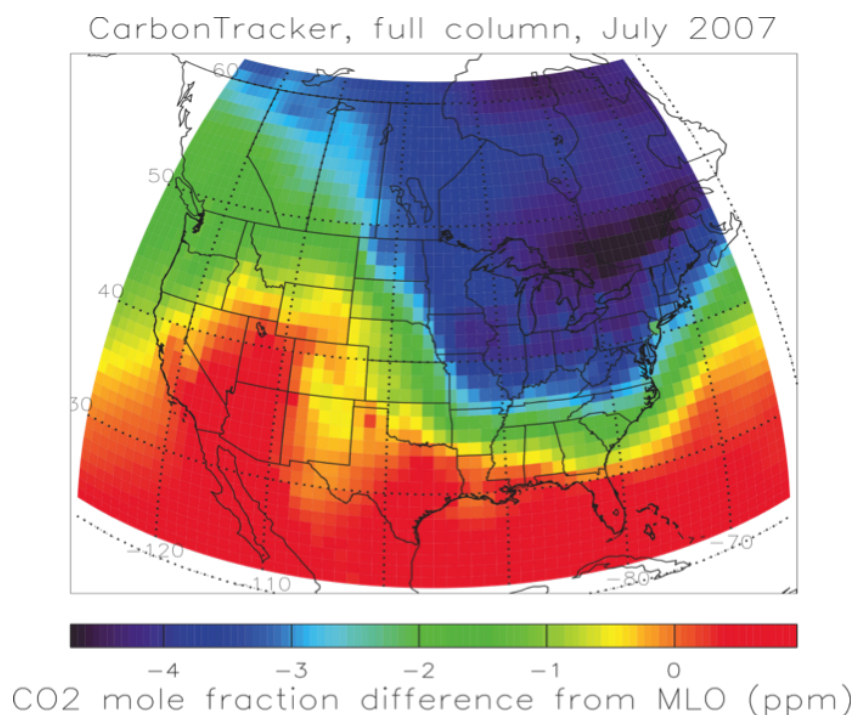 CarbonTracker, full column, July 2007
60
50
40
30
-120
-110
-80
-70
-4 -3 -2 -1 0
CO2 mole fraction difference from MLO (ppm)